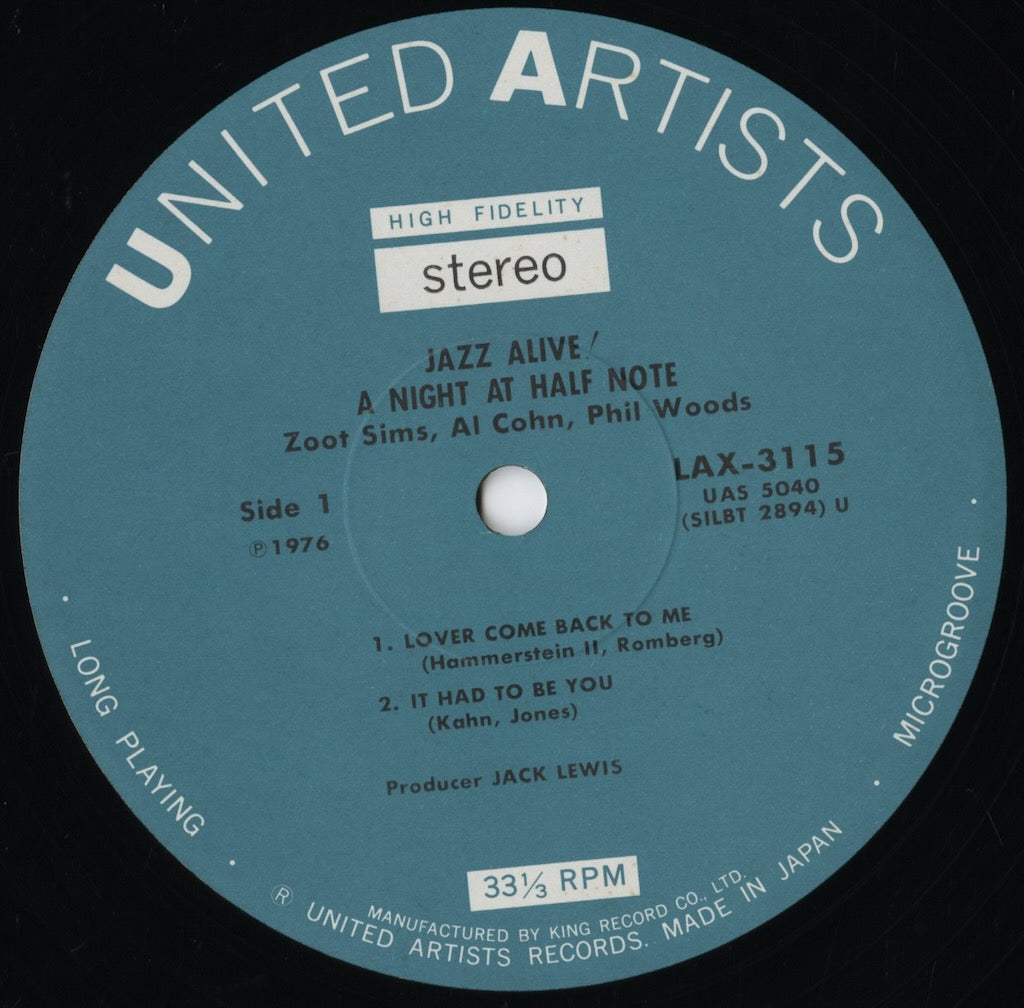 UNITED ARTISTS
HIGH FIDELITY
stereo
JAZZ ALIVE!
A NIGHT AT HALF NOTE
Zoot Sims, Al Cohn, Phil Woods
LAX-3115
UAS 5040
(SILBT 2894) U
Side 1
Ⓟ1976
1. LOVER COME BACK TO ME
(Hammerstein II, Romberg)
2. IT HAD TO BE YOU
(Kahn, Jones)
Producer JACK LEWIS
33⅓ RPM
· LONG PLAYING ·
MANUFACTURED BY KING RECORD CO., LTD.
® UNITED ARTISTS RECORDS. MADE IN JAPAN
· MICROGROOVE ·